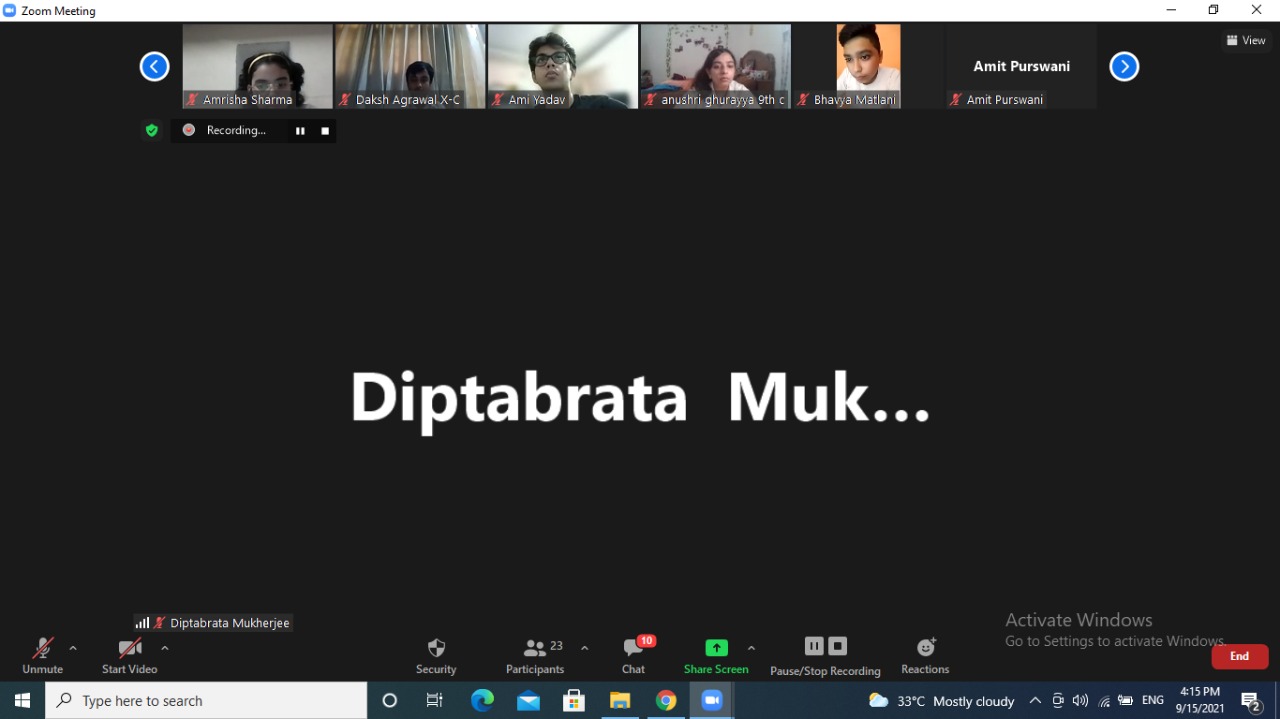 Zoom Meeting
View
Amrisha Sharma
Daksh Agrawal X-C
Ami Yadav
anushri ghurayya 9th c
Bhavya Matlani
Amit Purswani
Amit Purswani
Recording...
Diptabrata Muk...
Diptabrata Mukherjee
Activate Windows
Go to Settings to activate Windows.
Unmute
Start Video
Security
23
Participants
10
Chat
Share Screen
Pause/Stop Recording
Reactions
End
Type here to search
33°C Mostly cloudy
ENG
4:15 PM
9/15/2021
2